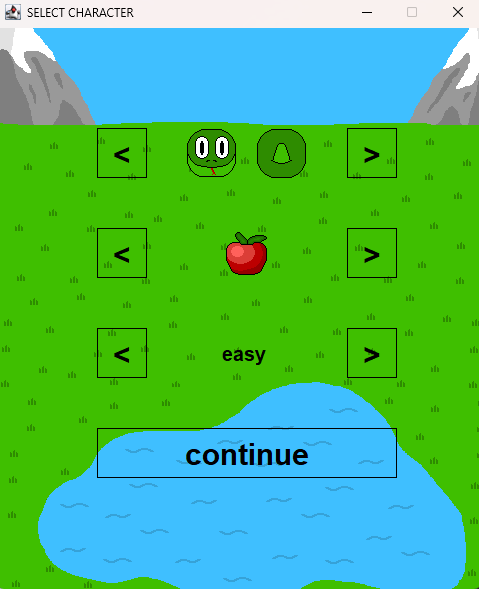 SELECT CHARACTER
< >
< >
< easy >
continue